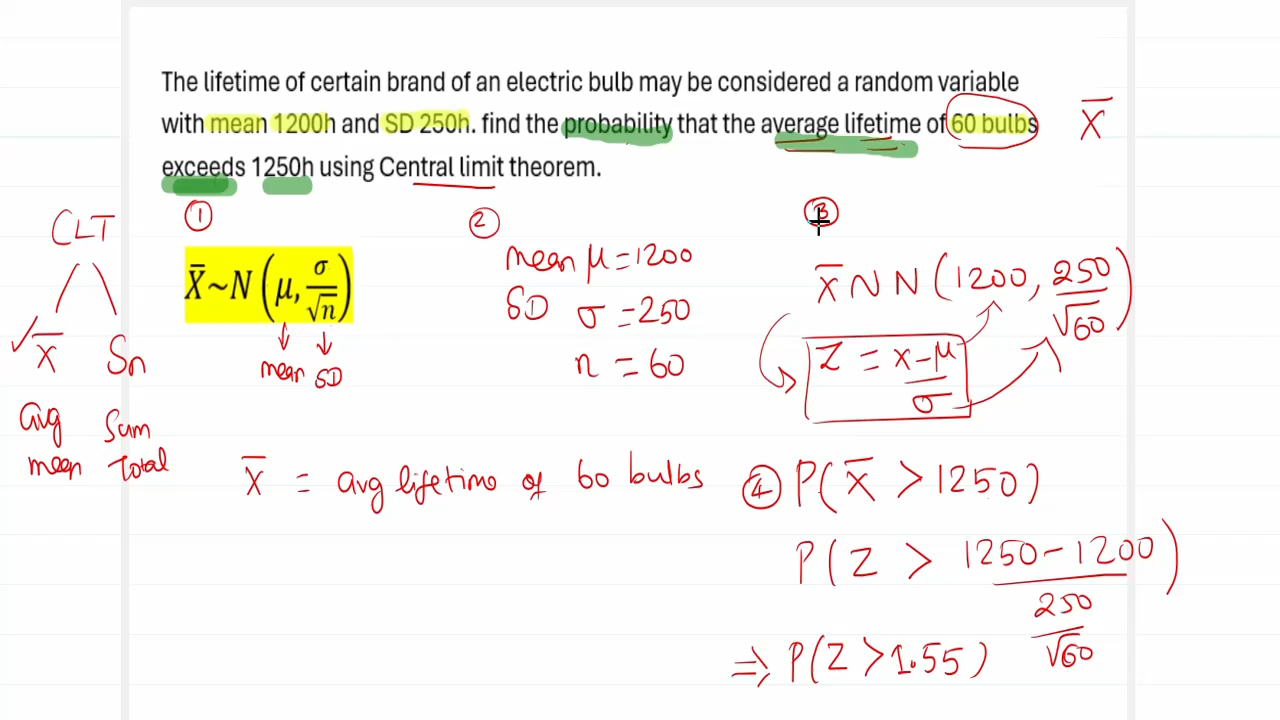 The lifetime of certain brand of an electric bulb may be considered a random variable
with mean 1200h and SD 250h. find the probability that the average lifetime of 60 bulbs
exceeds 1250h using Central limit theorem.
X̄
CLT
X̄ Sn
avg Sum
mean Total
①
X̄~N(μ, σ/√n)
mean SD
②
mean μ = 1200
SD σ = 250
n = 60
③
X̄ ~ N(1200, 250/√60)
Z = x-μ/σ
X̄ = avg lifetime of 60 bulbs
④ P(X̄ > 1250)
P(Z > 1250-1200/250/√60)
⇒ P(Z > 1.55)